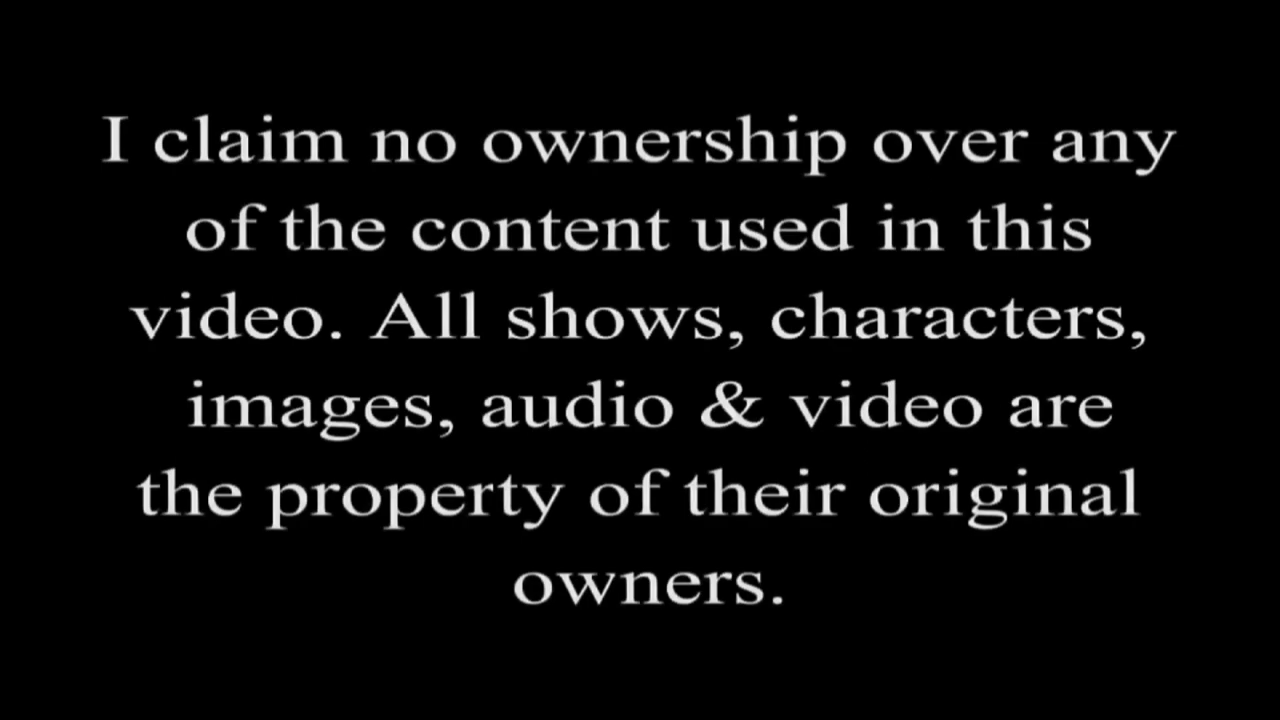 I claim no ownership over any
of the content used in this
video. All shows, characters,
images, audio & video are
the property of their original
owners.